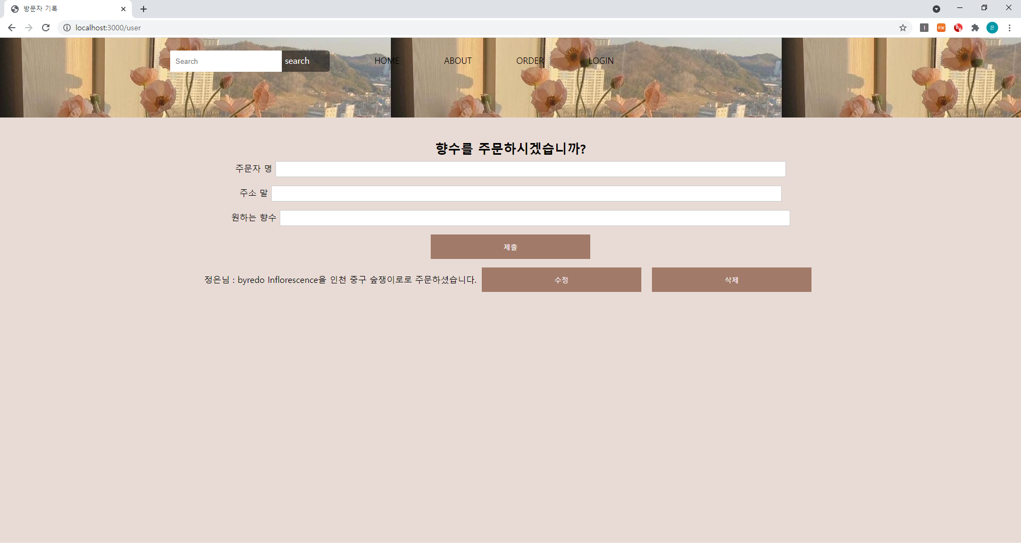 방문자 기록
localhost:3000/user
Search
search
HOME
ABOUT
ORDER
LOGIN
향수를 주문하시겠습니까?
주문자 명
주소 말
원하는 향수
제출
정은님 : byredo Inflorescence을 인천 중구 숲쟁이로로 주문하셨습니다.
수정
삭제